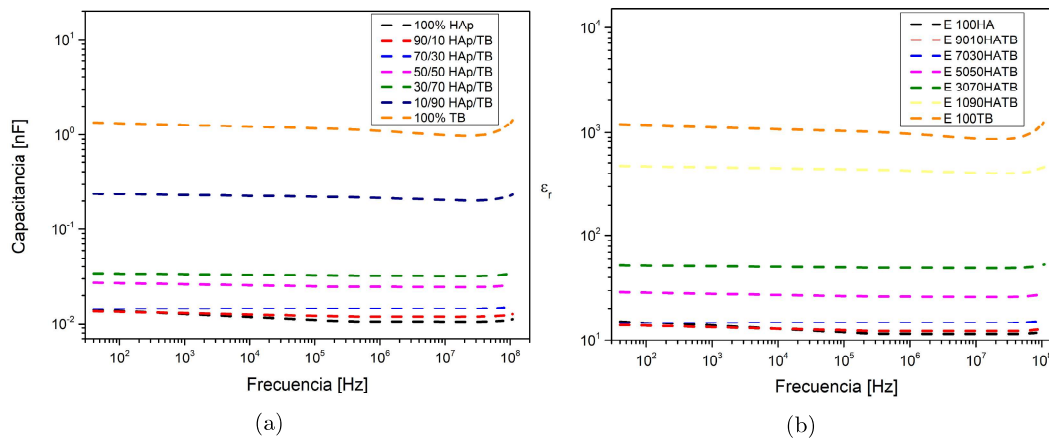 100% HAp
90/10 HAp/TB
70/30 HAp/TB
50/50 HAp/TB
30/70 HAp/TB
10/90 HAp/TB
100% TB
Capacitancia [nF]
10¹
10⁰
10⁻¹
10⁻²
10² 10³ 10⁴ 10⁵ 10⁶ 10⁷ 10⁸
Frecuencia [Hz]
(a)
E 100HA
E 9010HATB
E 7030HATB
E 5050HATB
E 3070HATB
E 1090HATB
E 100TB
εr
10⁴
10³
10²
10¹
10² 10³ 10⁴ 10⁵ 10⁶ 10⁷ 10⁸
Frecuencia [Hz]
(b)